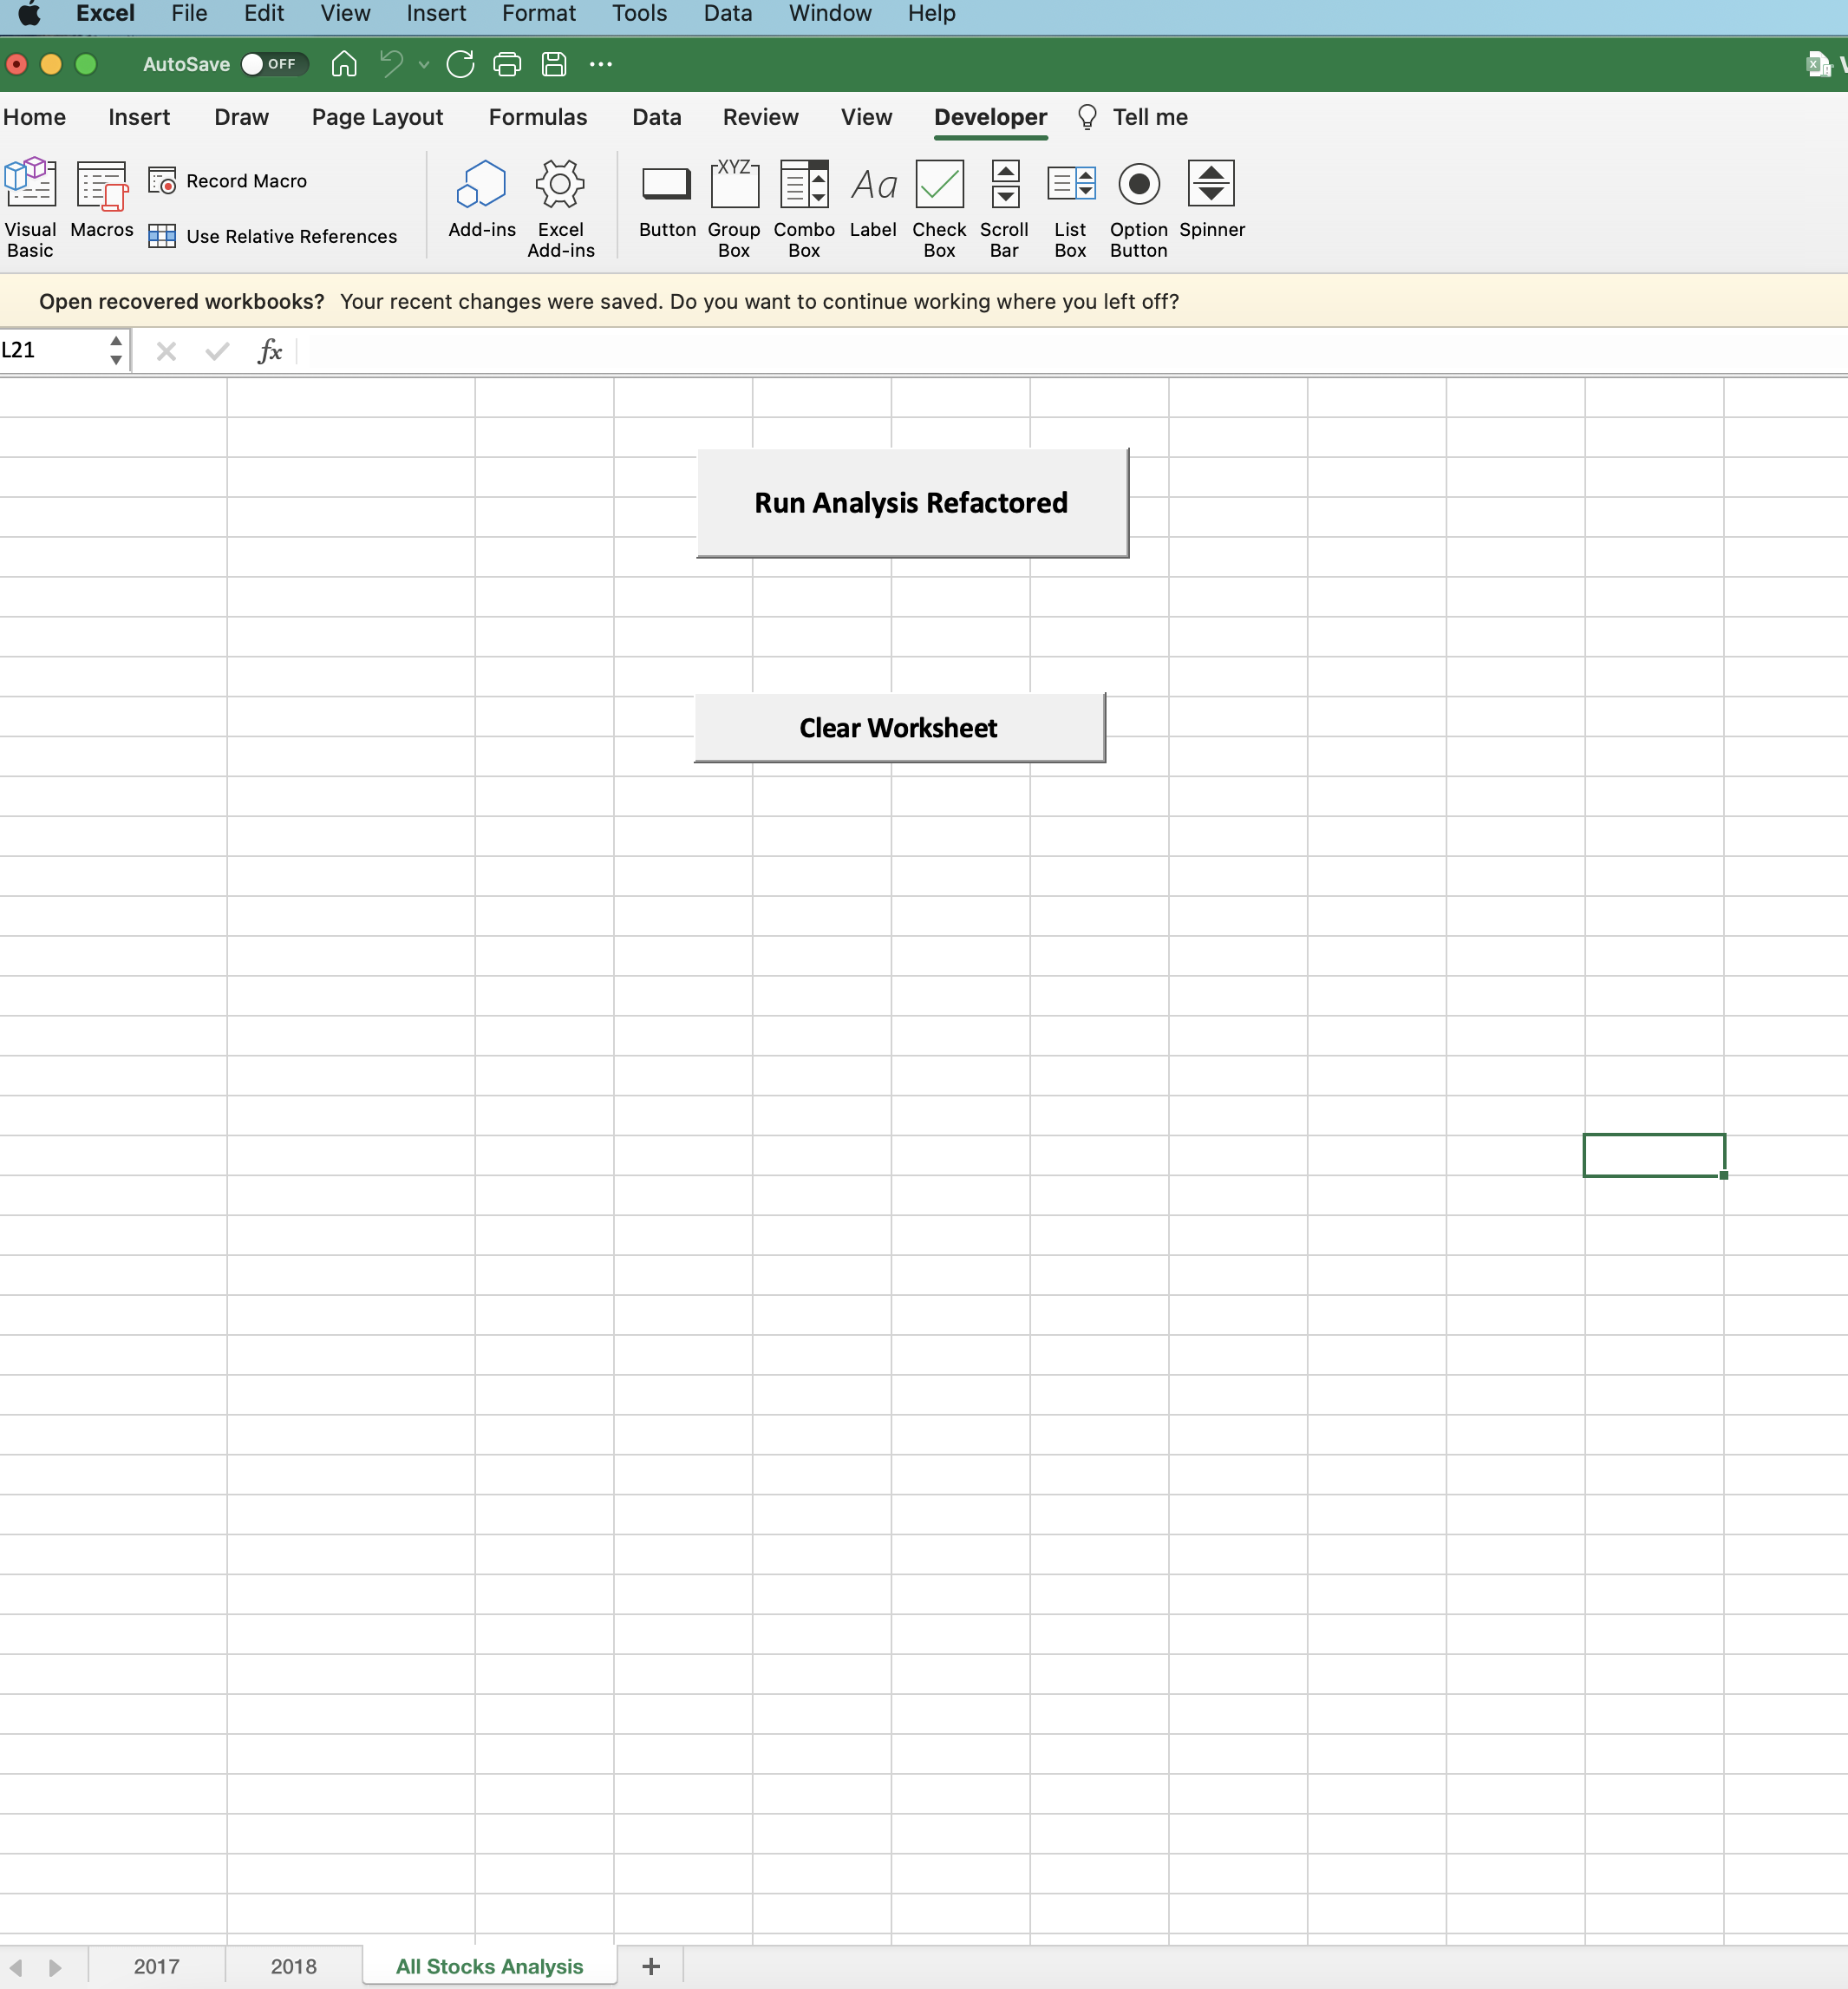 Excel File Edit View Insert Format Tools Data Window Help
AutoSave OFF
Home Insert Draw Page Layout Formulas Data Review View Developer Tell me
Visual Basic
Macros
Record Macro
Use Relative References
Add-ins
Excel Add-ins
Button
XYZ
Group Box
Combo Box
Aa
Label
Check Box
Scroll Bar
List Box
Option Button
Spinner
Open recovered workbooks? Your recent changes were saved. Do you want to continue working where you left off?
L21 fx
Run Analysis Refactored
Clear Worksheet
2017 2018 All Stocks Analysis +